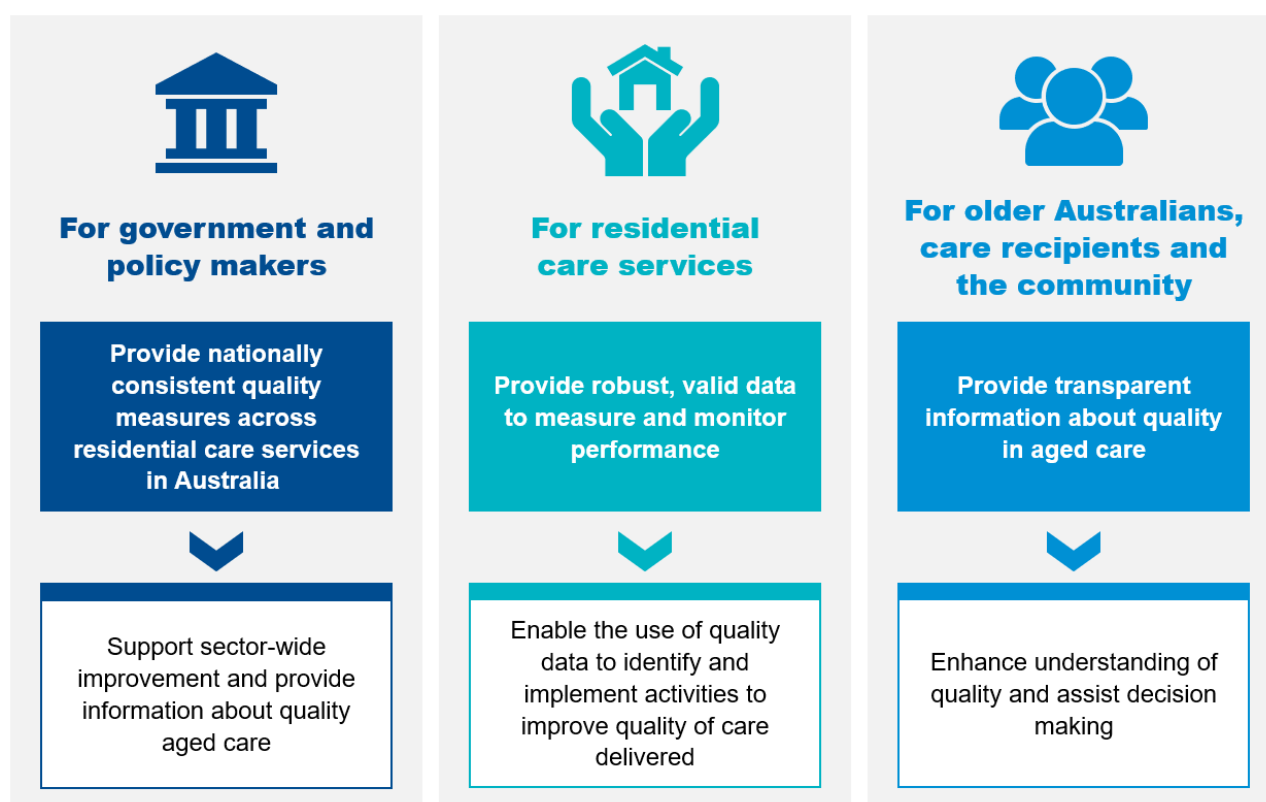 For government and
policy makers
Provide nationally
consistent quality
measures across
residential care services
in Australia
Support sector-wide
improvement and provide
information about quality
aged care
For residential
care services
Provide robust, valid data
to measure and monitor
performance
Enable the use of quality
data to identify and
implement activities to
improve quality of care
delivered
For older Australians,
care recipients and
the community
Provide transparent
information about quality
in aged care
Enhance understanding of
quality and assist decision
making